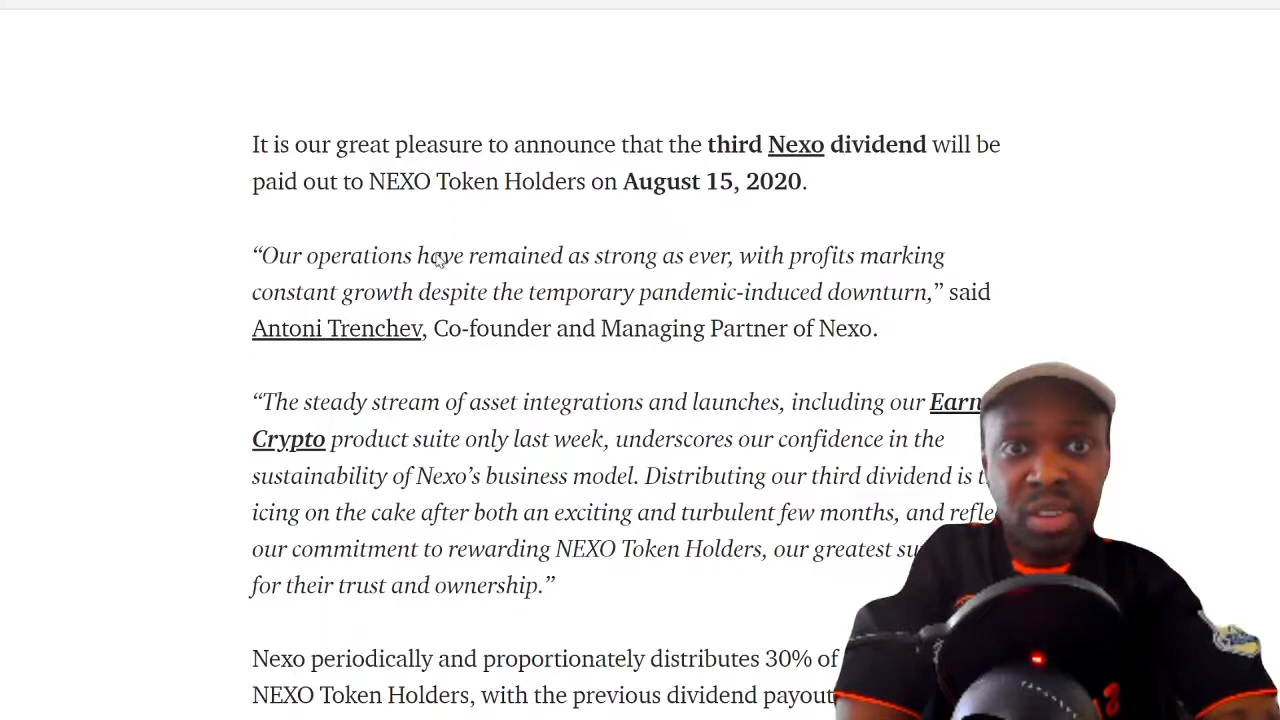 It is our great pleasure to announce that the third Nexo dividend will be
paid out to NEXO Token Holders on August 15, 2020.
“Our operations have remained as strong as ever, with profits marking
constant growth despite the temporary pandemic-induced downturn,” said
Antoni Trenchev, Co-founder and Managing Partner of Nexo.
“The steady stream of asset integrations and launches, including our Earn
Crypto product suite only last week, underscores our confidence in the
sustainability of Nexo’s business model. Distributing our third dividend is
icing on the cake after both an exciting and turbulent few months, and
our commitment to rewarding NEXO Token Holders, our greatest
for their trust and ownership.”
Nexo periodically and proportionately distributes 30% of
NEXO Token Holders, with the previous dividend payout